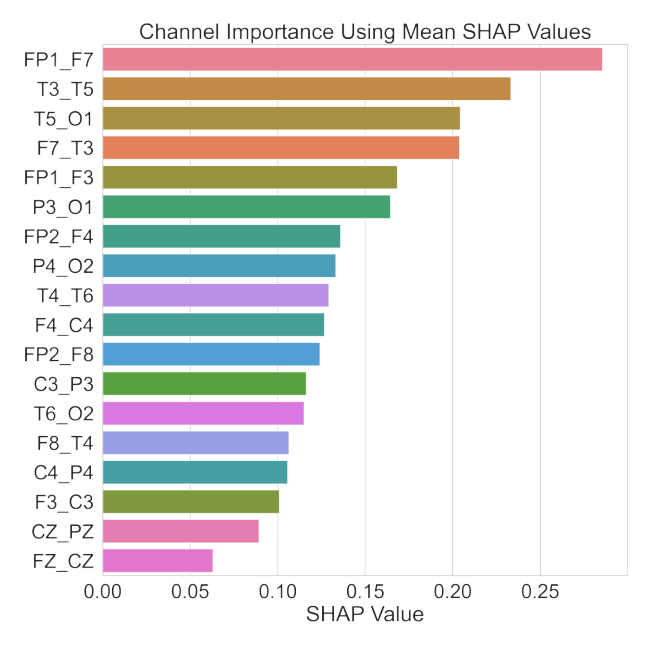 Channel Importance Using Mean SHAP Values
FP1_F7
T3_T5
T5_O1
F7_T3
FP1_F3
P3_O1
FP2_F4
P4_O2
T4_T6
F4_C4
FP2_F8
C3_P3
T6_O2
F8_T4
C4_P4
F3_C3
CZ_PZ
FZ_CZ
0.00 0.05 0.10 0.15 0.20 0.25
SHAP Value